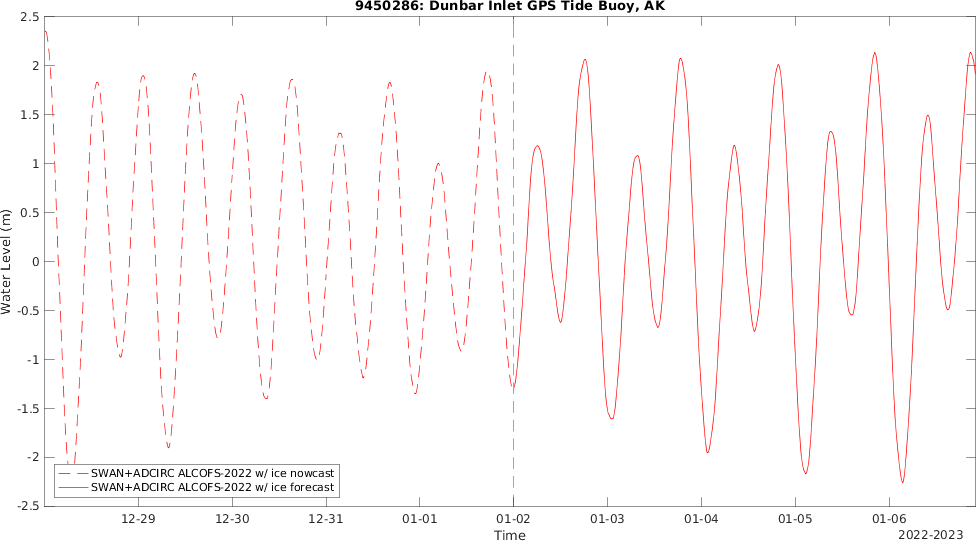 9450286: Dunbar Inlet GPS Tide Buoy, AK
2.5
2
1.5
1
0.5
0
-0.5
-1
-1.5
-2
-2.5
Water Level (m)
SWAN+ADCIRC ALCOFS-2022 w/ ice nowcast
SWAN+ADCIRC ALCOFS-2022 w/ ice forecast
12-29 12-30 12-31 01-01 01-02 01-03 01-04 01-05 01-06
Time
2022-2023